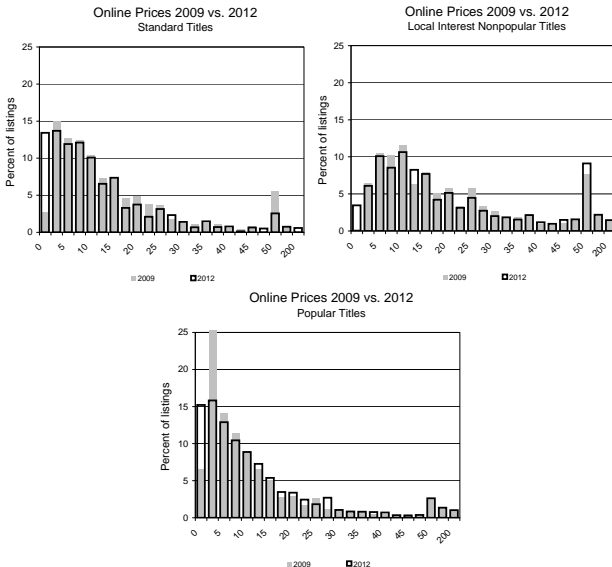 Online Prices 2009 vs. 2012
Standard Titles
Percent of listings
25
20
15
10
5
0
0 5 10 15 20 25 30 35 40 45 50 200
2009 2012
Online Prices 2009 vs. 2012
Local Interest Nonpopular Titles
Percent of listings
25
20
15
10
5
0
0 5 10 15 20 25 30 35 40 45 50 200
2009 2012
Online Prices 2009 vs. 2012
Popular Titles
Percent of listings
25
20
15
10
5
0
0 5 10 15 20 25 30 35 40 45 50 200
2009 2012